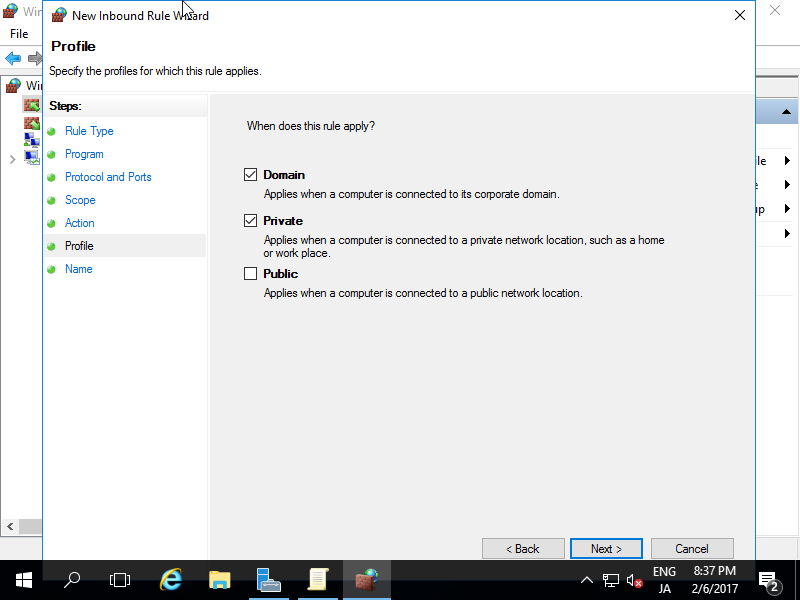 Win
New Inbound Rule Wizard
File
Profile
Specify the profiles for which this rule applies.
Win
Steps:
Rule Type
Program
Protocol and Ports
Scope
Action
Profile
Name
When does this rule apply?
Domain
Applies when a computer is connected to its corporate domain.
Private
Applies when a computer is connected to a private network location, such as a home
or work place.
Public
Applies when a computer is connected to a public network location.
< Back
Next >
Cancel
ENG
JA
8:37 PM
2/6/2017
2